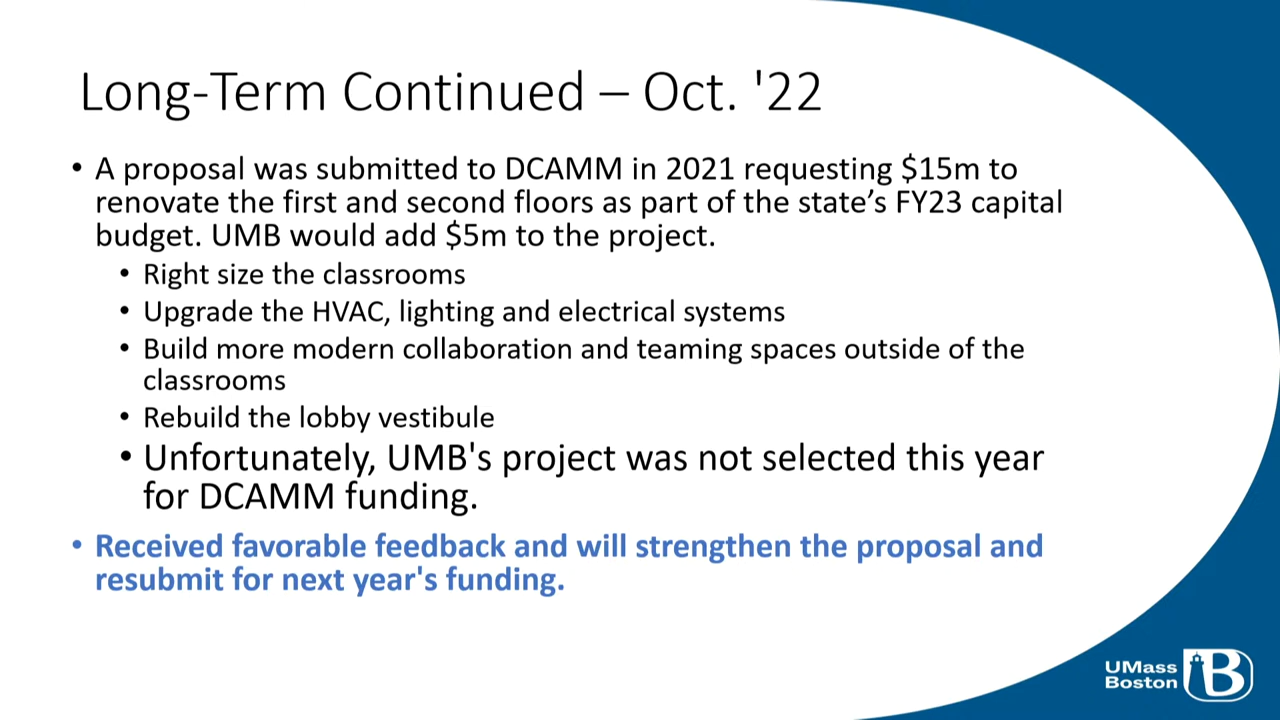 Long-Term Continued – Oct. '22
• A proposal was submitted to DCAMM in 2021 requesting $15m to
renovate the first and second floors as part of the state’s FY23 capital
budget. UMB would add $5m to the project.
• Right size the classrooms
• Upgrade the HVAC, lighting and electrical systems
• Build more modern collaboration and teaming spaces outside of the
classrooms
• Rebuild the lobby vestibule
• Unfortunately, UMB's project was not selected this year
for DCAMM funding.
• Received favorable feedback and will strengthen the proposal and
resubmit for next year's funding.
UMass
Boston
B